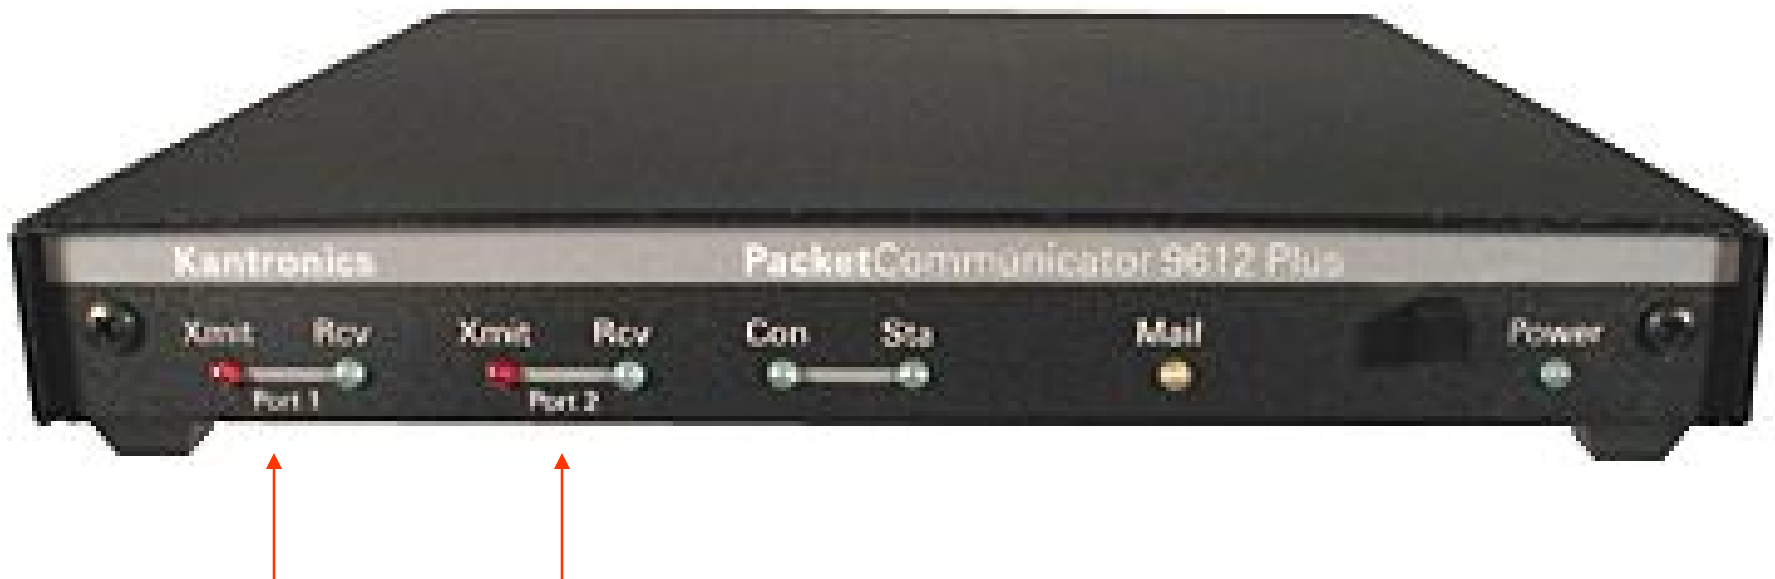 Kantronics PacketCommunicator 9612 Plus
Xmit Rcv Xmit Rcv Con Sta Mail Power
Port 1 Port 2